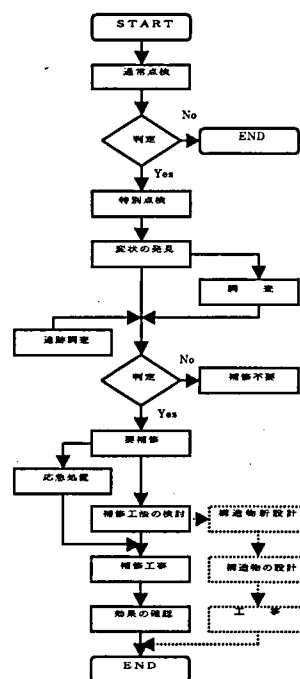 START
通常点検
No
判定
END
Yes
特別点検
変状の発見
調 査
追跡調査
No
判定
補修不要
Yes
要補修
応急処置
補修工法の検討
構造物新設計
補修工事
構造物の設計
効果の確認
工 事
END